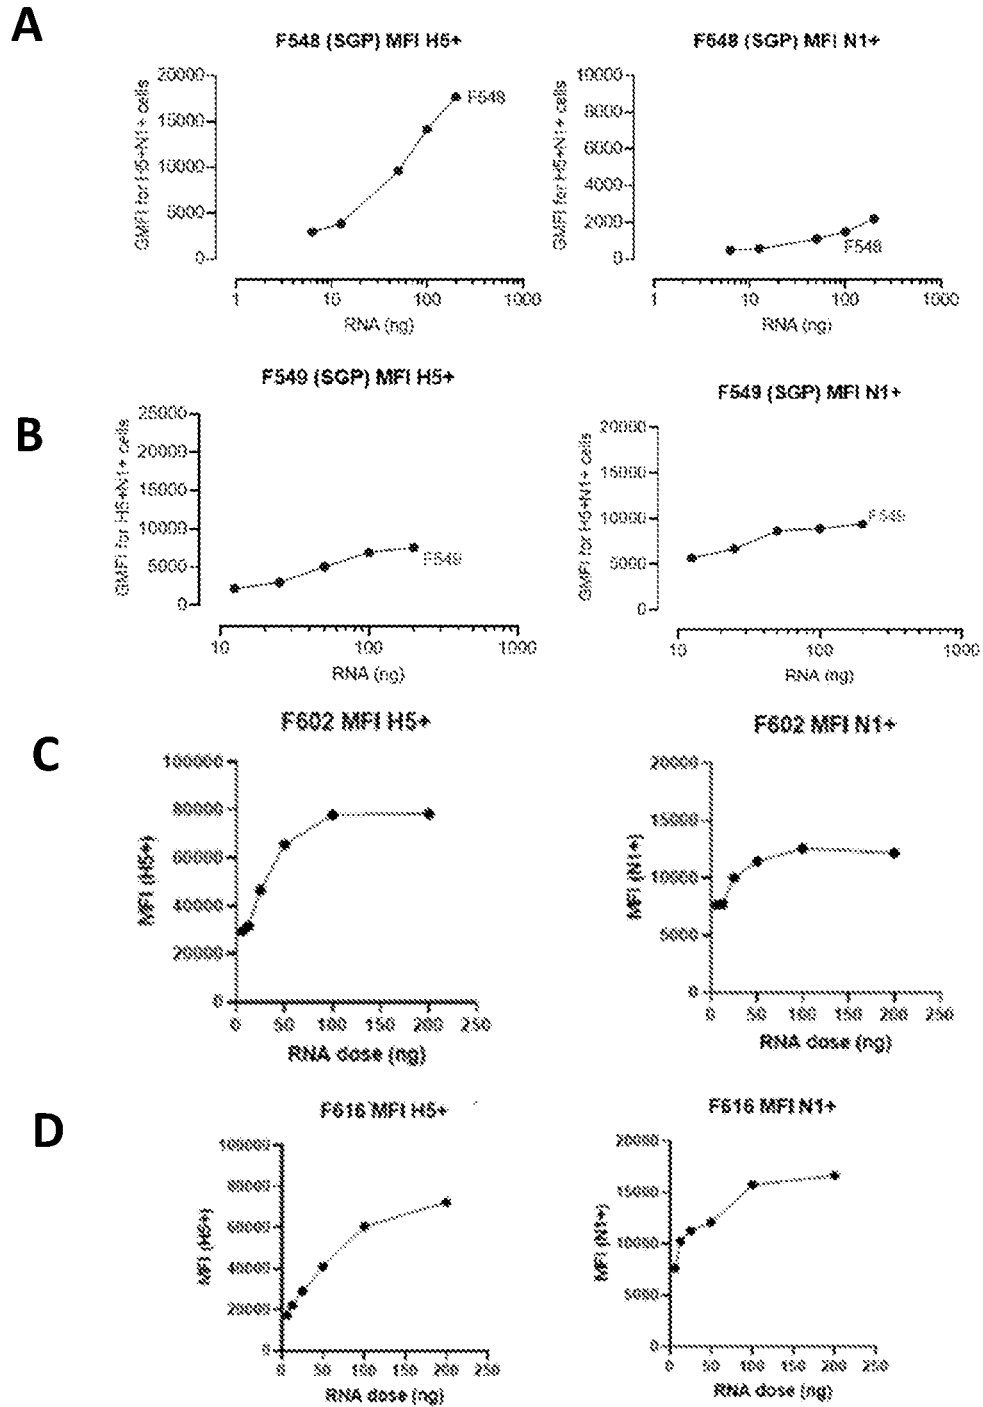 A
F548 (SGP) MFI H5+
GMFI for H5+N1+ cells
20000
15000
10000
5000
0
F548
1 10 100 1000
RNA (ng)
F548 (SGP) MFI N1+
GMFI for H5+N1+ cells
10000
8000
6000
4000
2000
0
F548
1 10 100 1000
RNA (ng)
B
F549 (SGP) MFI H5+
GMFI for H5+N1+ cells
25000
20000
15000
10000
5000
0
F549
10 100 1000
RNA (ng)
F549 (SGP) MFI N1+
GMFI for H5+N1+ cells
20000
15000
10000
5000
0
F549
10 100 1000
RNA (ng)
C
F602 MFI H5+
MFI (H5+)
100000
80000
60000
40000
20000
0
0 50 100 150 200 250
RNA dose (ng)
F602 MFI N1+
MFI (N1+)
20000
15000
10000
5000
0
0 50 100 150 200 250
RNA dose (ng)
D
F616 MFI H5+
MFI (H5+)
100000
80000
60000
40000
20000
0
0 50 100 150 200 250
RNA dose (ng)
F616 MFI N1+
MFI (N1+)
20000
15000
10000
5000
0
0 50 100 150 200 250
RNA dose (ng)